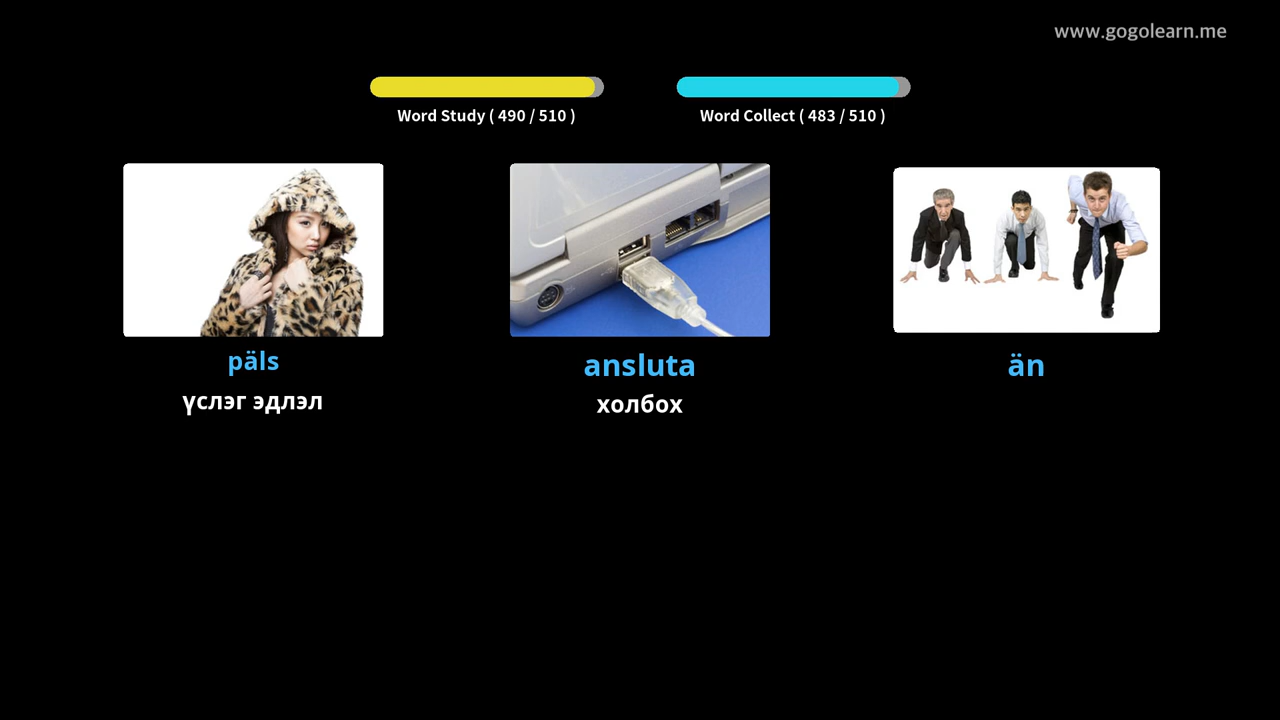 www.gogolearn.me
Word Study ( 490 / 510 )
Word Collect ( 483 / 510 )
päls
ansluta
än
үслэг эдлэл
холбох